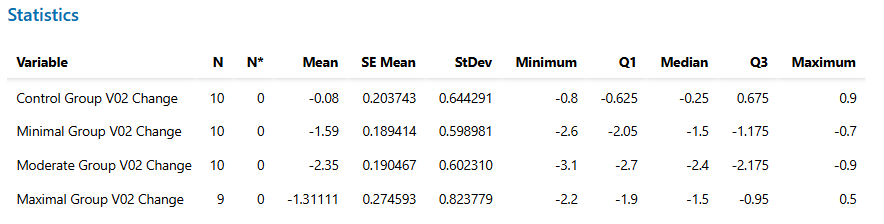 Statistics
Variable N N* Mean SE Mean StDev Minimum Q1 Median Q3 Maximum
Control Group V02 Change 10 0 -0.08 0.203743 0.644291 -0.8 -0.625 -0.25 0.675 0.9
Minimal Group V02 Change 10 0 -1.59 0.189414 0.598981 -2.6 -2.05 -1.5 -1.175 -0.7
Moderate Group V02 Change 10 0 -2.35 0.190467 0.602310 -3.1 -2.7 -2.4 -2.175 -0.9
Maximal Group V02 Change 9 0 -1.31111 0.274593 0.823779 -2.2 -1.9 -1.5 -0.95 0.5